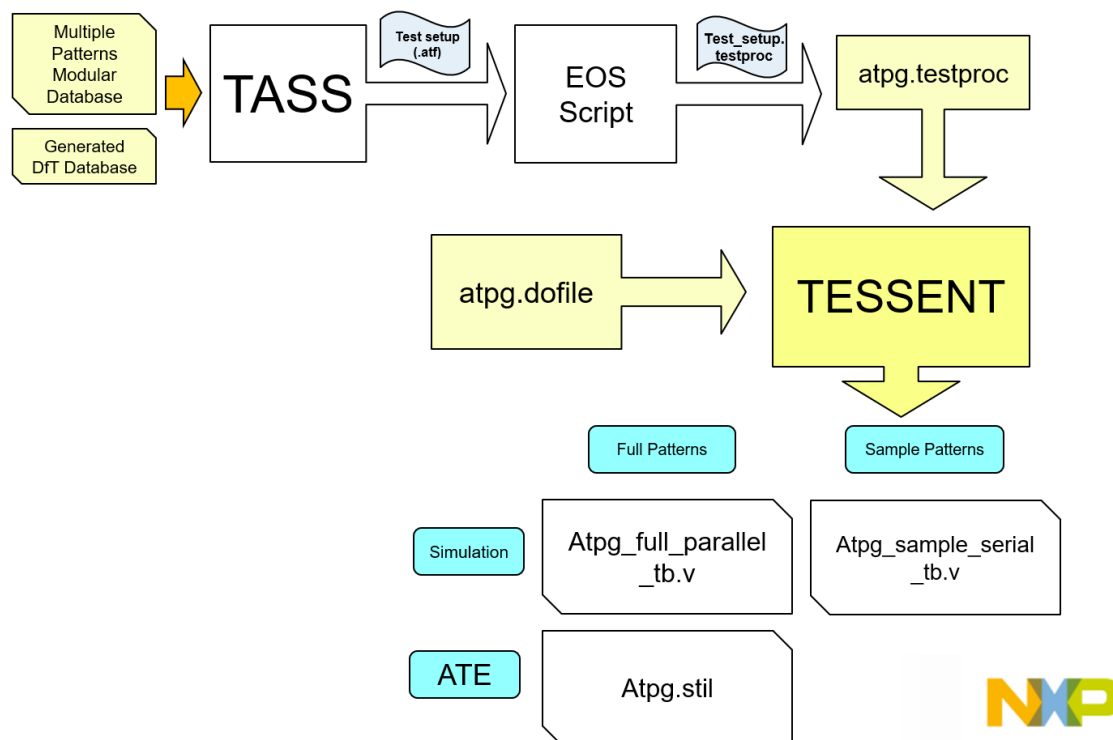 Multiple
Patterns
Modular
Database
Generated
DfT Database
TASS
Test setup
(.atf)
EOS
Script
Test_setup.
testproc
atpg.testproc
atpg.dofile
TESSENT
Full Patterns
Sample Patterns
Simulation
Atpg_full_parallel
_tb.v
Atpg_sample_serial
_tb.v
ATE
Atpg.stil
NXP